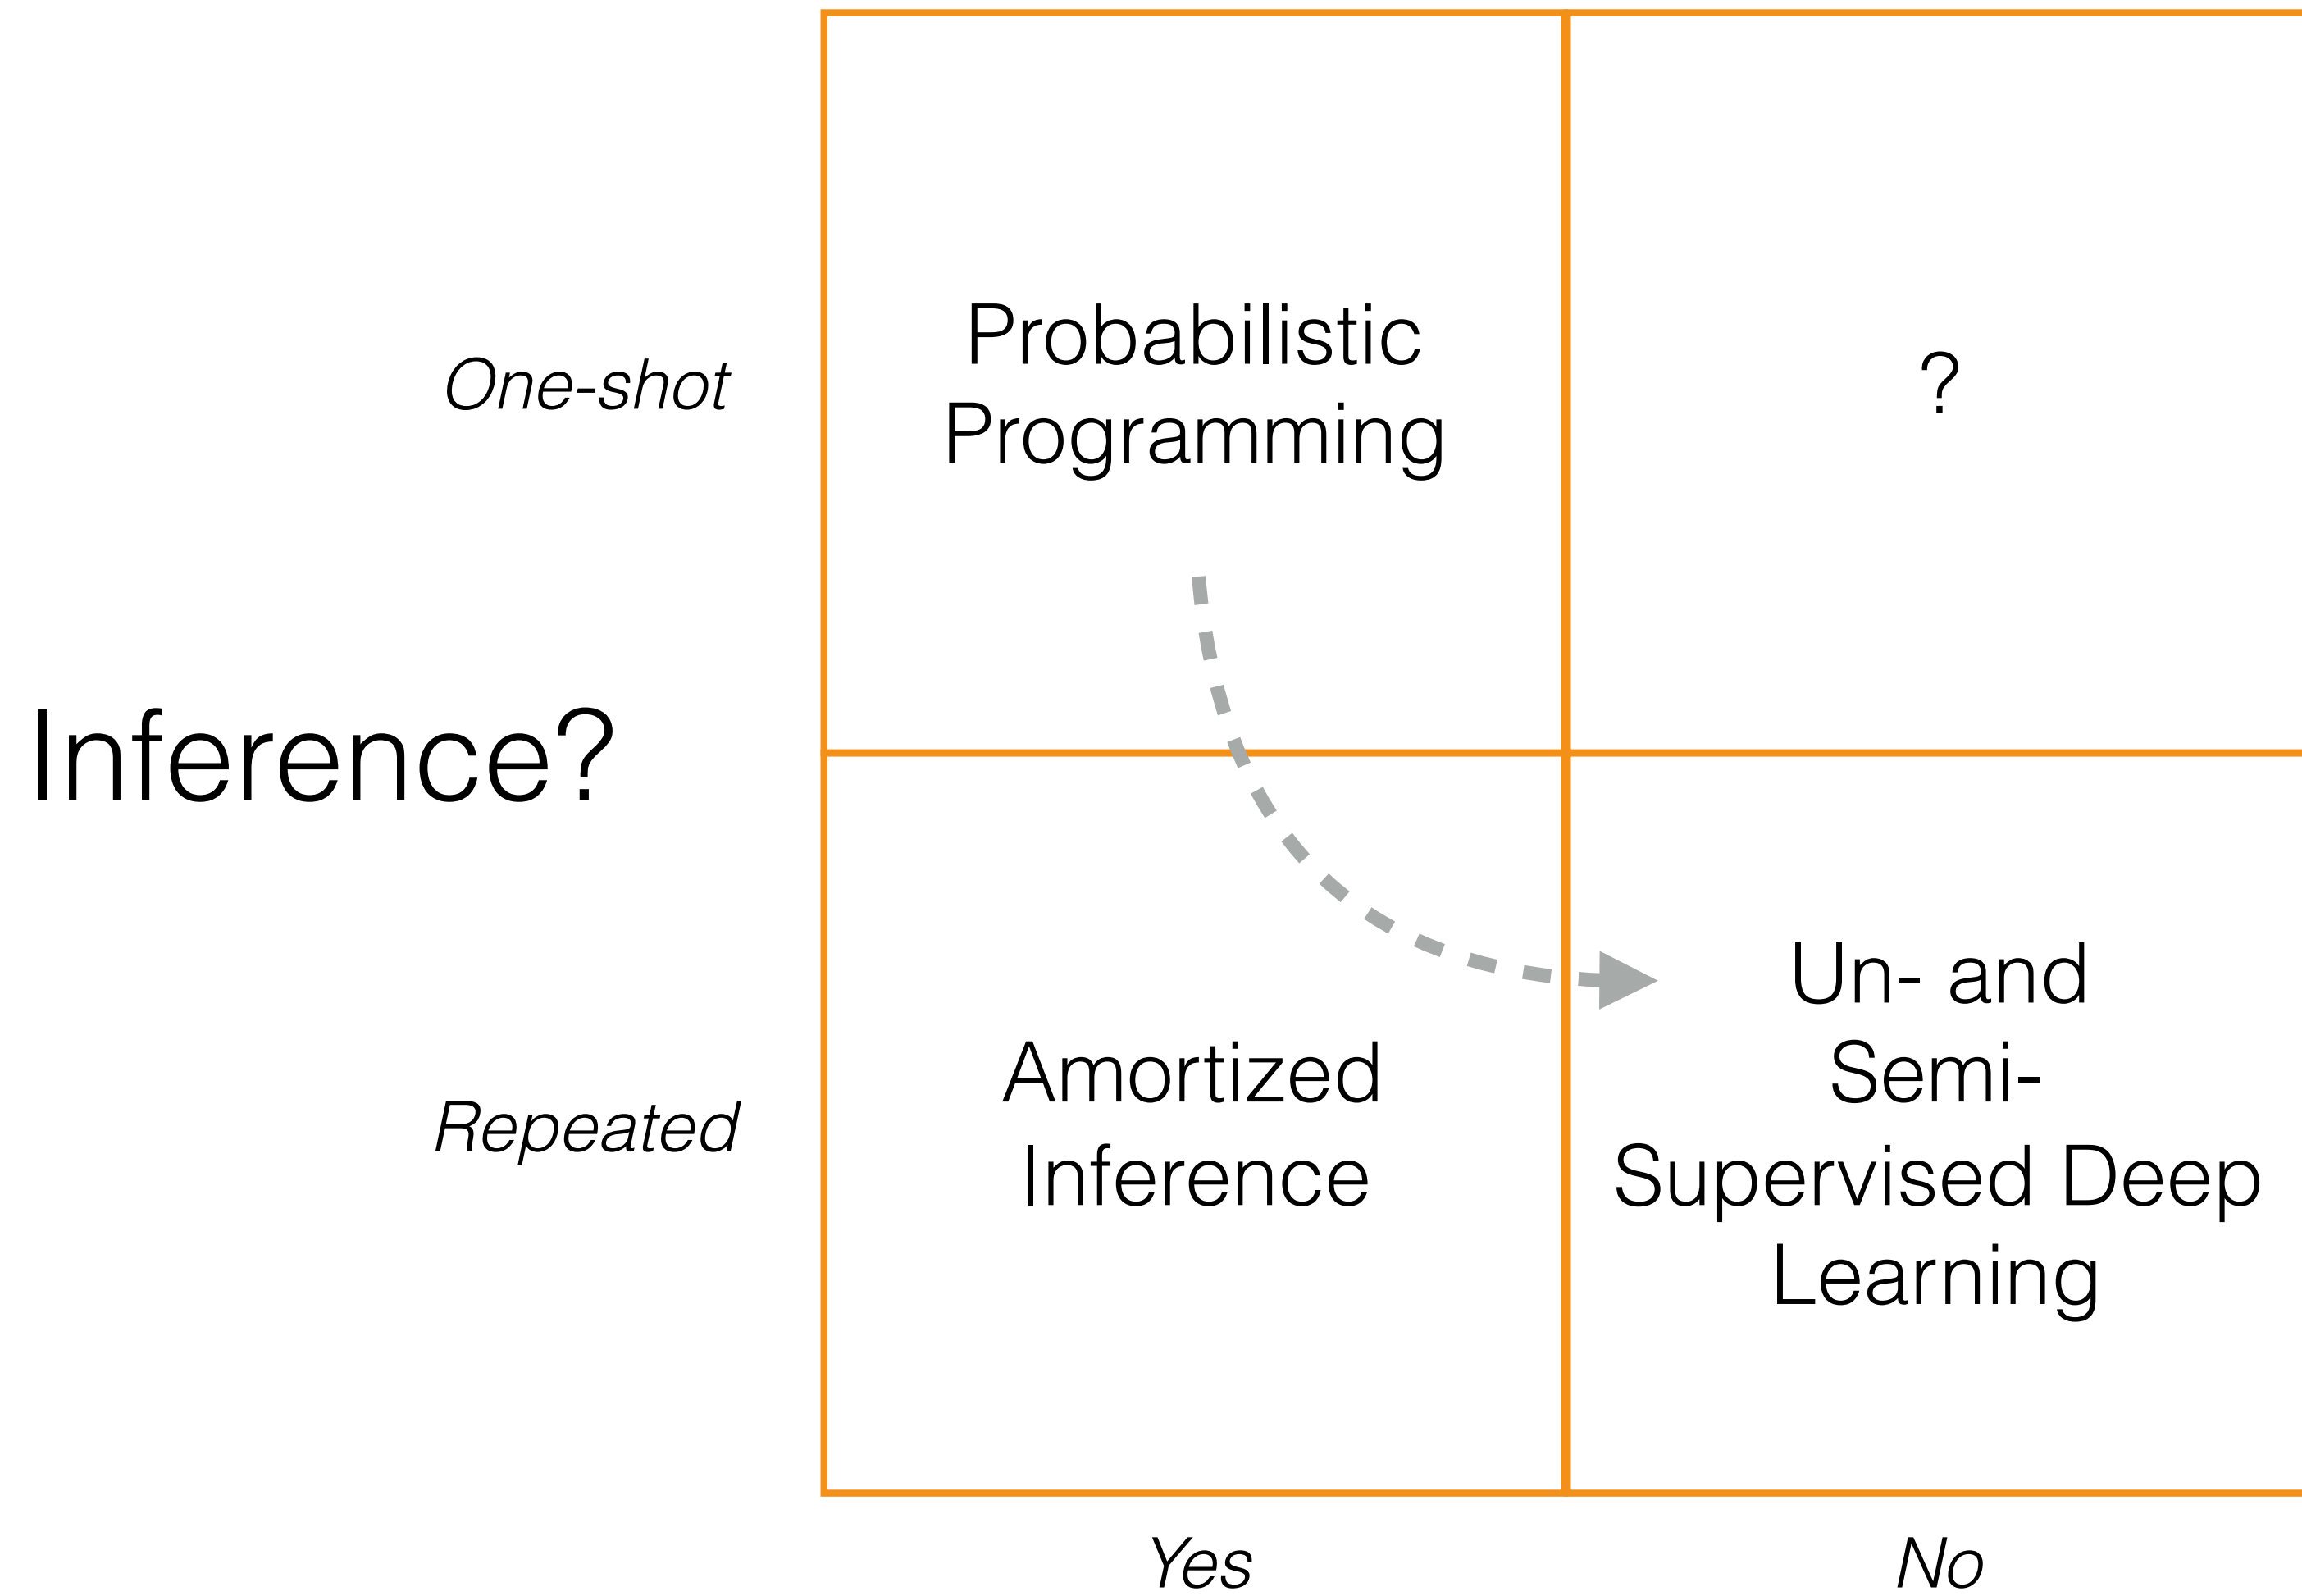 Probabilistic
Programming
?
One-shot
Inference?
Un- and
Semi-
Supervised Deep
Learning
Amortized
Inference
Repeated
Yes
No